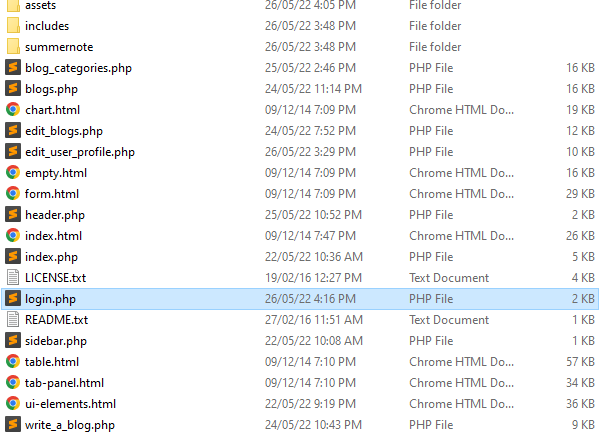 assets 26/05/22 4:05 PM File folder
includes 26/05/22 3:48 PM File folder
summernote 26/05/22 3:48 PM File folder
blog_categories.php 25/05/22 2:46 PM PHP File 16 KB
blogs.php 24/05/22 11:14 PM PHP File 16 KB
chart.html 09/12/14 7:09 PM Chrome HTML Do... 19 KB
edit_blogs.php 24/05/22 7:52 PM PHP File 12 KB
edit_user_profile.php 26/05/22 3:29 PM PHP File 10 KB
empty.html 09/12/14 7:09 PM Chrome HTML Do... 16 KB
form.html 09/12/14 7:09 PM Chrome HTML Do... 29 KB
header.php 25/05/22 10:52 PM PHP File 2 KB
index.html 09/12/14 7:47 PM Chrome HTML Do... 26 KB
index.php 22/05/22 10:36 AM PHP File 5 KB
LICENSE.txt 19/02/16 12:27 PM Text Document 4 KB
login.php 26/05/22 4:16 PM PHP File 2 KB
README.txt 27/02/16 11:51 AM Text Document 1 KB
sidebar.php 22/05/22 10:08 AM PHP File 1 KB
table.html 09/12/14 7:10 PM Chrome HTML Do... 57 KB
tab-panel.html 09/12/14 7:10 PM Chrome HTML Do... 34 KB
ui-elements.html 22/05/22 9:19 PM Chrome HTML Do... 36 KB
write_a_blog.php 24/05/22 10:43 PM PHP File 9 KB